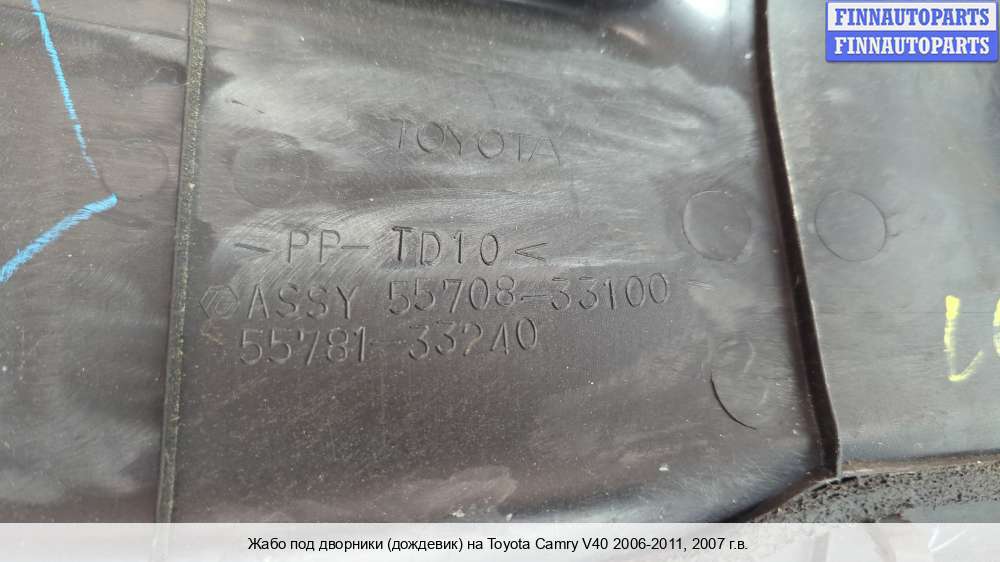 FINNAUTOPARTS
FINNAUTOPARTS
TOYOTA
>PP-TD10<
ASSY 55708-33100
55781-33240
Жабо под дворники (дождевик) на Toyota Camry V40 2006-2011, 2007 г.в.